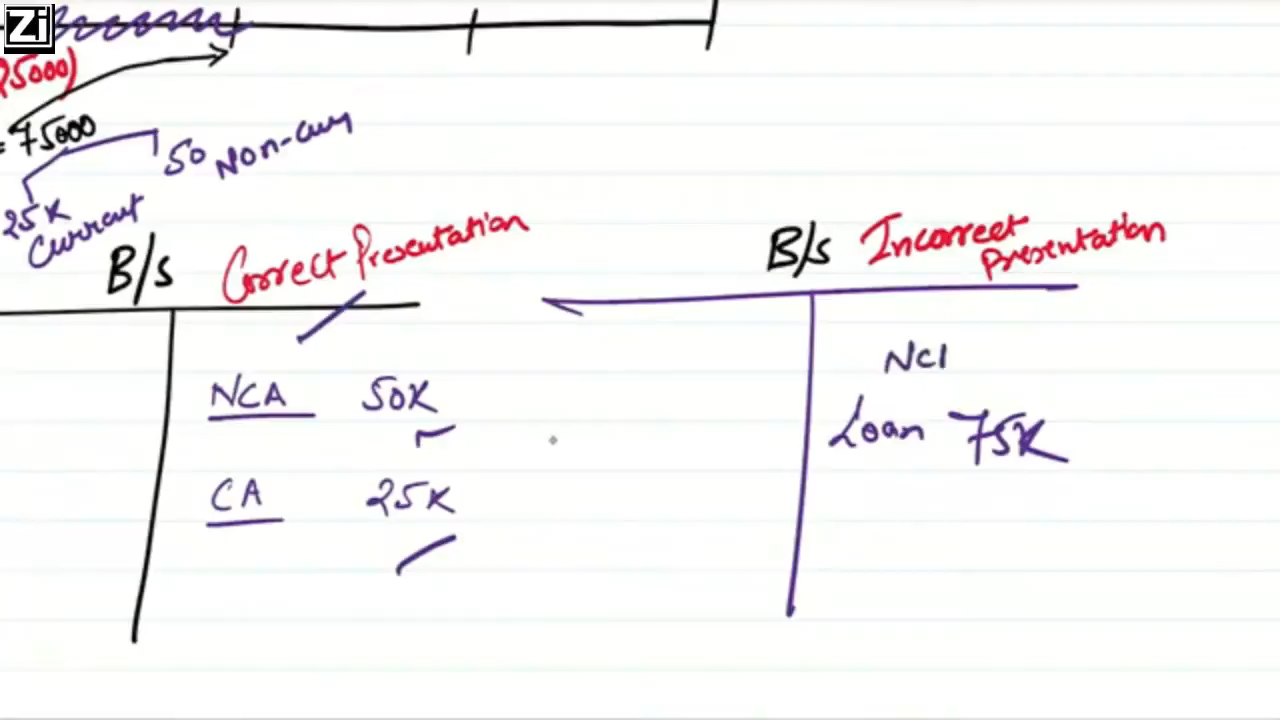 Zi
25000)
= 75000
50 Non-curr
25K
Current
B/s Correct Presentation
B/s Incorrect
Presentation
NCA 50K
CA 25K
NCl
Loan 75K